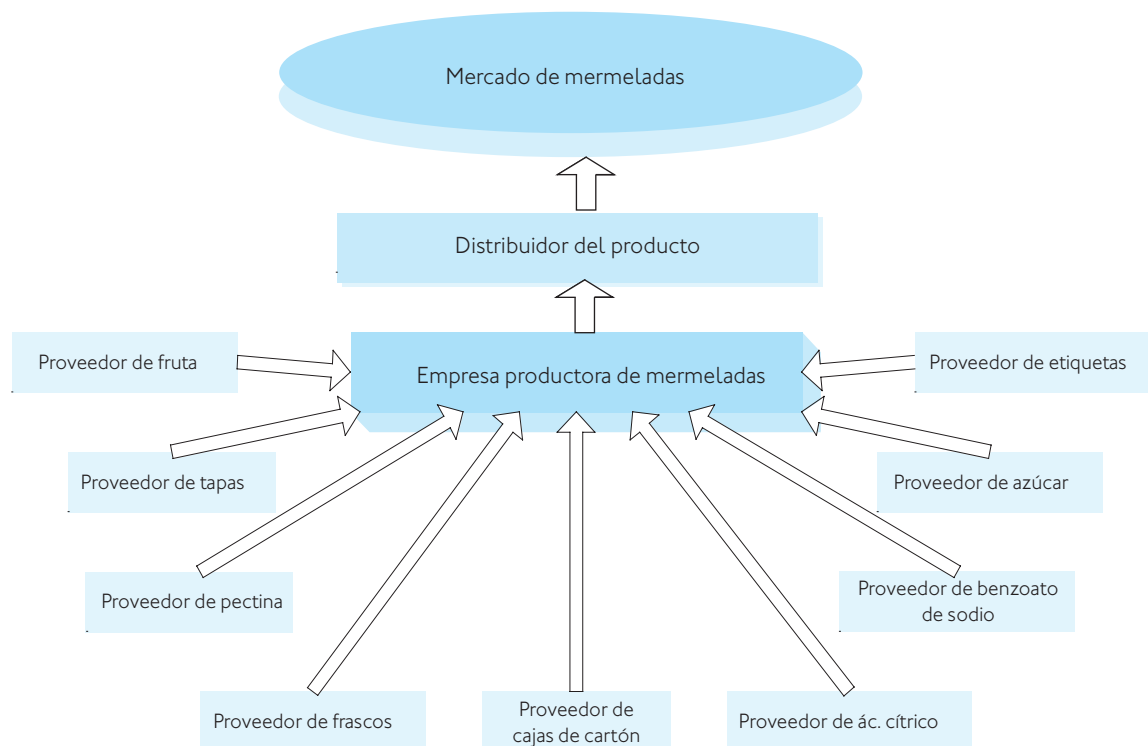 Mercado de mermeladas
Distribuidor del producto
Empresa productora de mermeladas
Proveedor de fruta
Proveedor de etiquetas
Proveedor de tapas
Proveedor de azúcar
Proveedor de pectina
Proveedor de benzoato
de sodio
Proveedor de frascos
Proveedor de
cajas de cartón
Proveedor de ác. cítrico